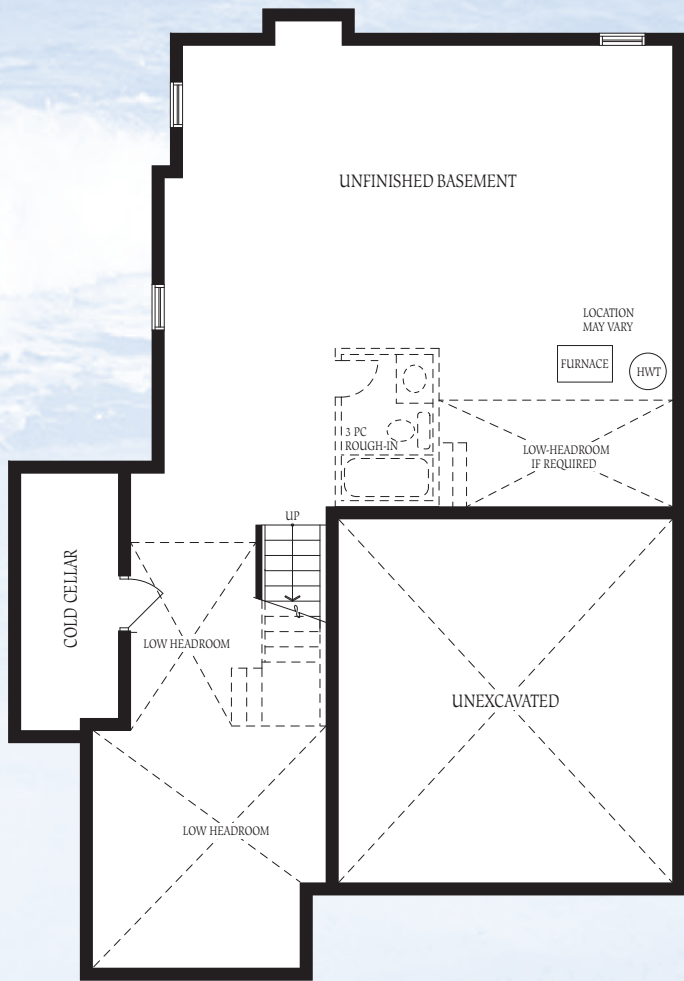 UNFINISHED BASEMENT
LOCATION
MAY VARY
FURNACE
HWT
3 PC
ROUGH-IN
LOW-HEADROOM
IF REQUIRED
UP
COLD CELLAR
LOW HEADROOM
UNEXCAVATED
LOW HEADROOM